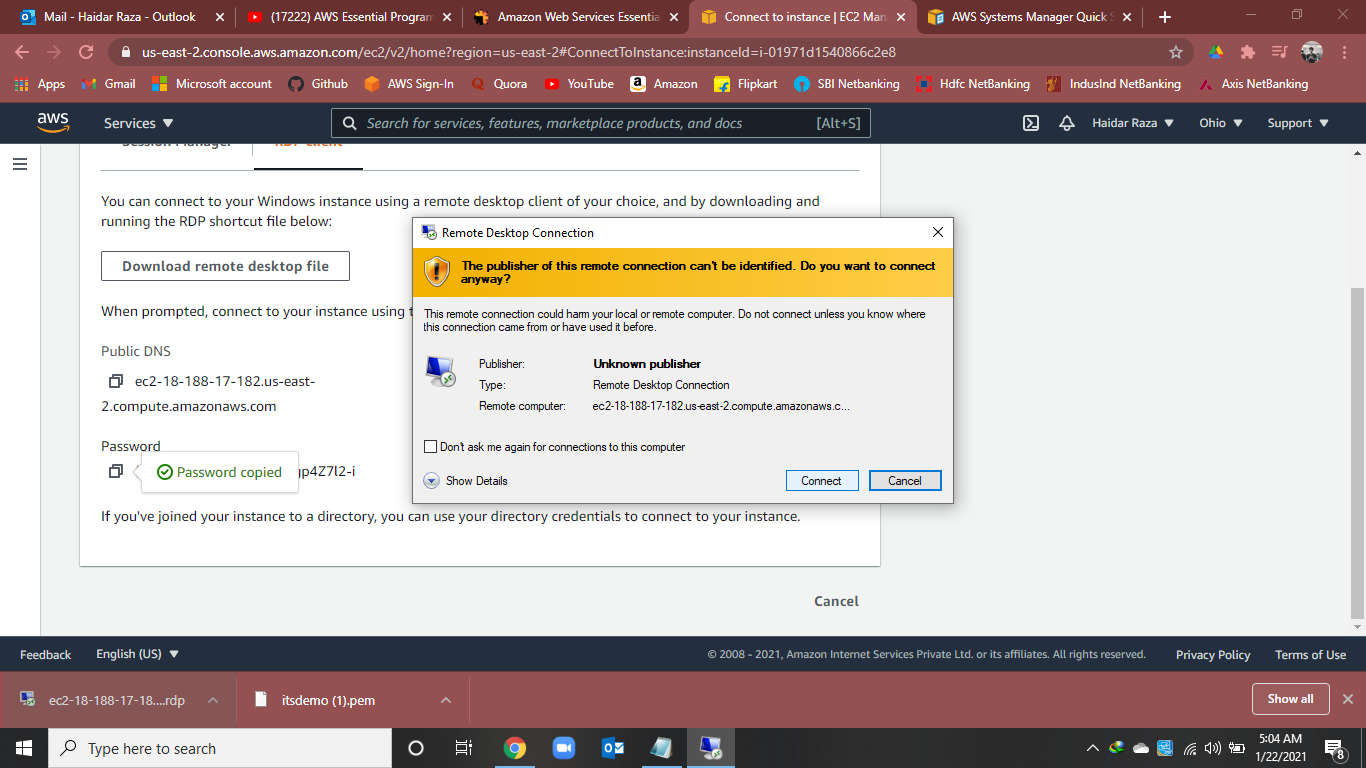 Mail - Haidar Raza - Outlook
(17222) AWS Essential Program
Amazon Web Services Essentia
Connect to instance | EC2 Man
AWS Systems Manager Quick S
us-east-2.console.aws.amazon.com/ec2/v2/home?region=us-east-2#ConnectToInstance:instanceId=i-01971d1540866c2e8
Apps
Gmail
Microsoft account
Github
AWS Sign-In
Quora
YouTube
Amazon
Flipkart
SBI Netbanking
Hdfc NetBanking
IndusInd NetBanking
Axis NetBanking
aws
Services
Search for services, features, marketplace products, and docs
[Alt+S]
Haidar Raza
Ohio
Support
Session Manager
RDP client
You can connect to your Windows instance using a remote desktop client of your choice, and by downloading and
running the RDP shortcut file below:
Download remote desktop file
When prompted, connect to your instance using
Public DNS
ec2-18-188-17-182.us-east-
2.compute.amazonaws.com
Password
Password copied
p4Z7l2-i
If you've joined your instance to a directory, you can use your directory credentials to connect to your instance.
Cancel
Remote Desktop Connection
The publisher of this remote connection can't be identified. Do you want to connect
anyway?
This remote connection could harm your local or remote computer. Do not connect unless you know where
this connection came from or have used it before.
Publisher:
Unknown publisher
Type:
Remote Desktop Connection
Remote computer:
ec2-18-188-17-182.us-east-2.compute.amazonaws.c...
Don't ask me again for connections to this computer
Show Details
Connect
Cancel
Feedback
English (US)
© 2008 - 2021, Amazon Internet Services Private Ltd. or its affiliates. All rights reserved.
Privacy Policy
Terms of Use
ec2-18-188-17-18....rdp
itsdemo (1).pem
Show all
Type here to search
5:04 AM
1/22/2021
8